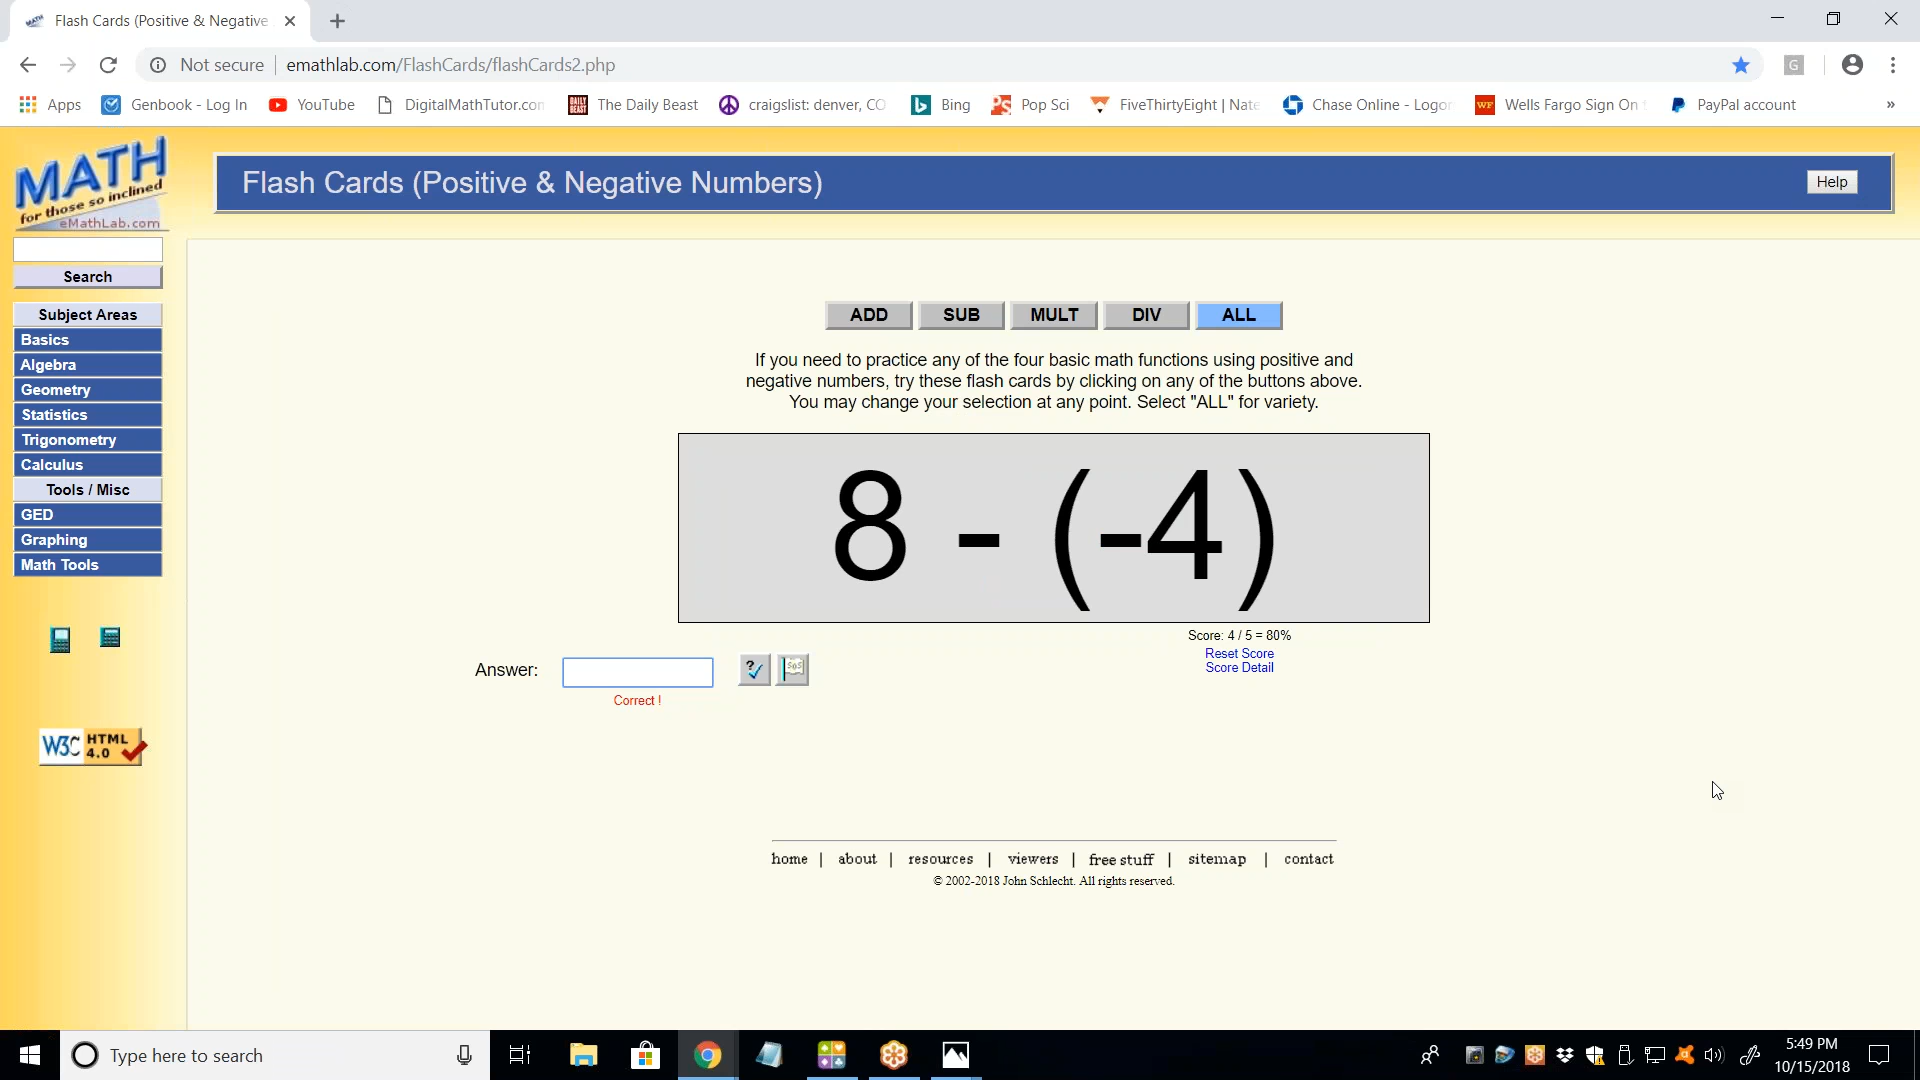 Flash Cards (Positive & Negative
Not secure
emathlab.com/FlashCards/flashCards2.php
G
Apps
Genbook - Log In
YouTube
DigitalMathTutor.con
DAILY BEAST
The Daily Beast
craigslist: denver, CO
Bing
PS
Pop Sci
FiveThirtyEight | Nate
Chase Online - Logor
WF
Wells Fargo Sign On
PayPal account
»
MATH
for those so inclined
eMathLab.com
Flash Cards (Positive & Negative Numbers)
Help
Search
Subject Areas
Basics
Algebra
Geometry
Statistics
Trigonometry
Calculus
Tools / Misc
GED
Graphing
Math Tools
W3C HTML 4.0
ADD SUB MULT DIV ALL
If you need to practice any of the four basic math functions using positive and
negative numbers, try these flash cards by clicking on any of the buttons above.
You may change your selection at any point. Select "ALL" for variety.
8 - (-4)
Score: 4 / 5 = 80%
Reset Score
Score Detail
Answer:
?
SOS
Correct !
home | about | resources | viewers | free stuff | sitemap | contact
© 2002-2018 John Schlecht. All rights reserved.
Type here to search
5:49 PM
10/15/2018